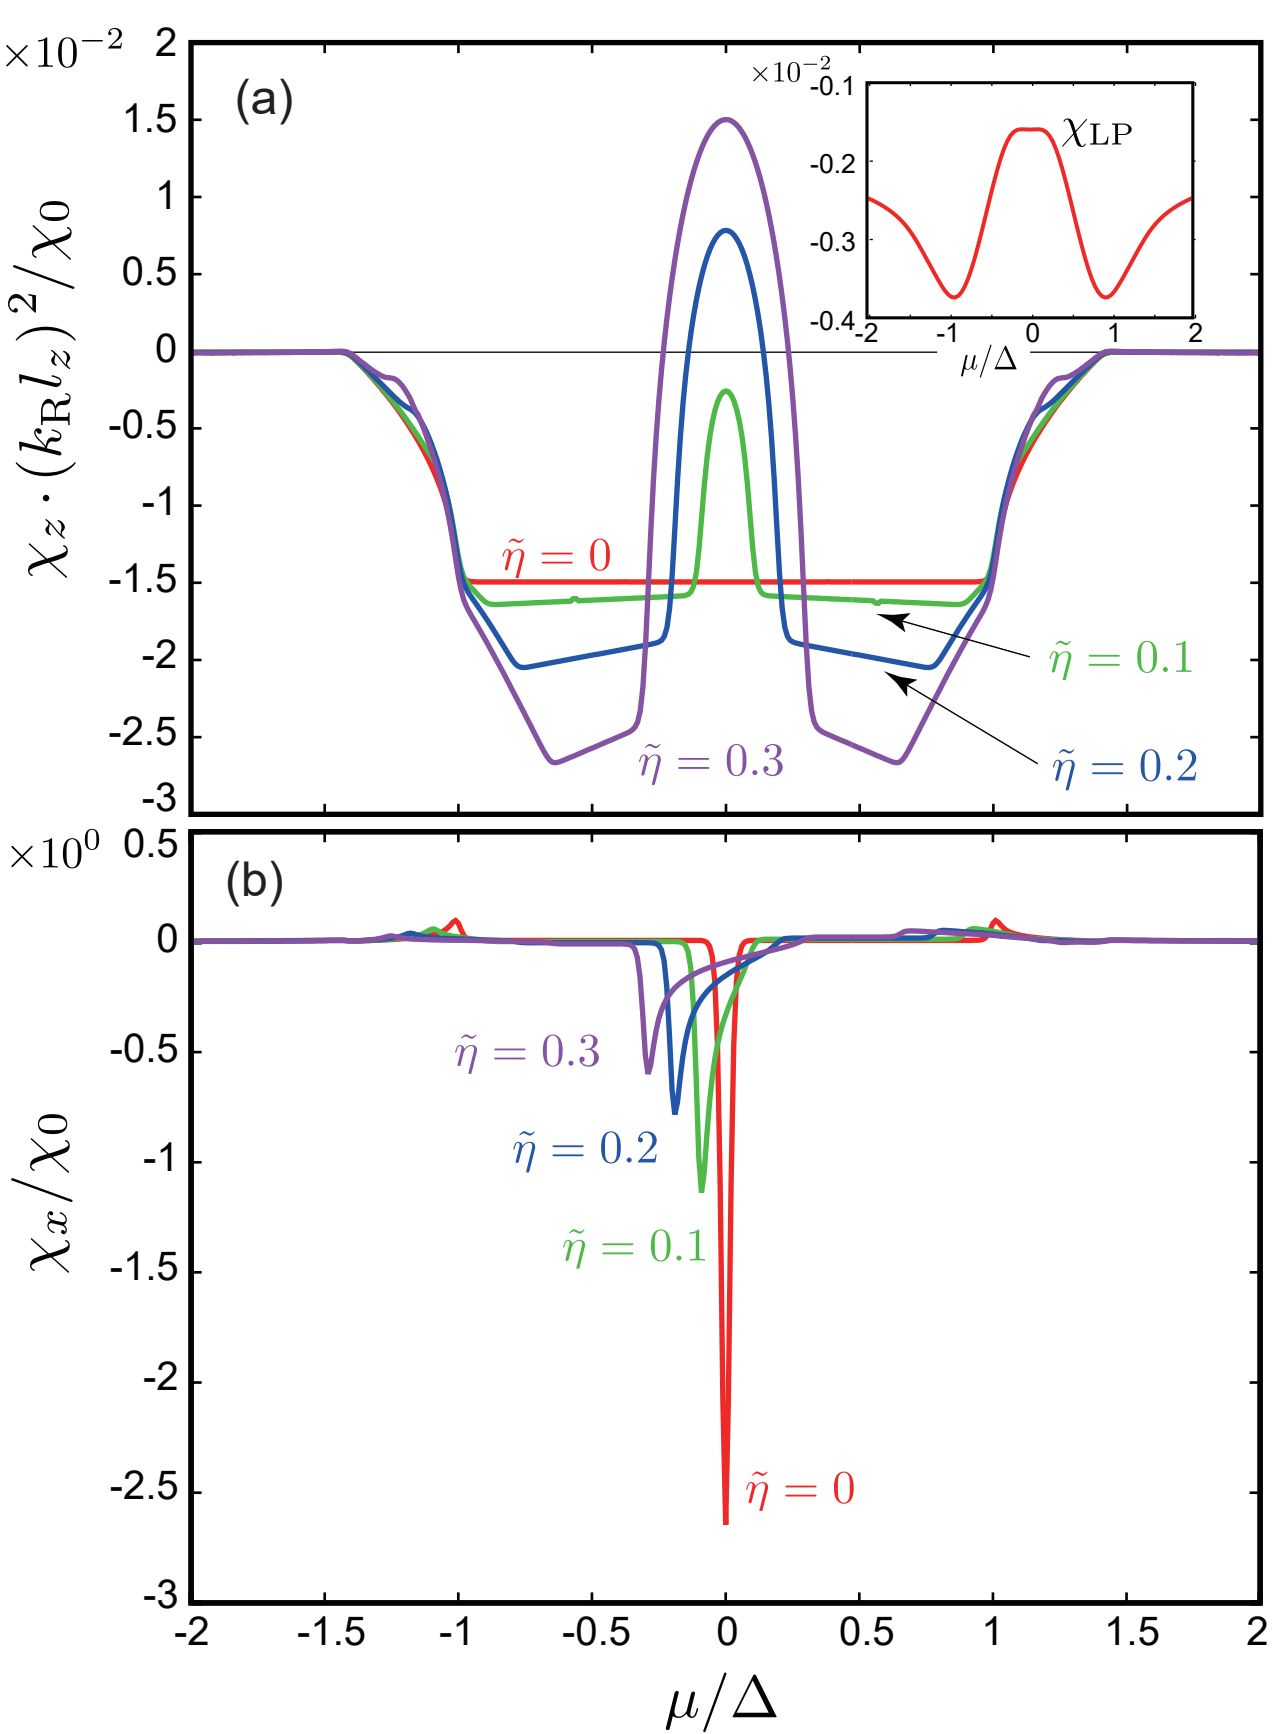 ×10⁻² 2
(a)
1.5
1
0.5
0
-0.5
-1
-1.5
-2
-2.5
-3
χ_z·(k_R l_z)²/χ₀
×10⁻²
-0.1
-0.2
-0.3
-0.4
χ_LP
-2 -1 0 1 2
μ/Δ
η̃ = 0
η̃ = 0.1
η̃ = 0.2
η̃ = 0.3
×10⁰ 0.5
(b)
0
-0.5
-1
-1.5
-2
-2.5
-3
χ_x/χ₀
η̃ = 0.3
η̃ = 0.2
η̃ = 0.1
η̃ = 0
-2 -1.5 -1 -0.5 0 0.5 1 1.5 2
μ/Δ